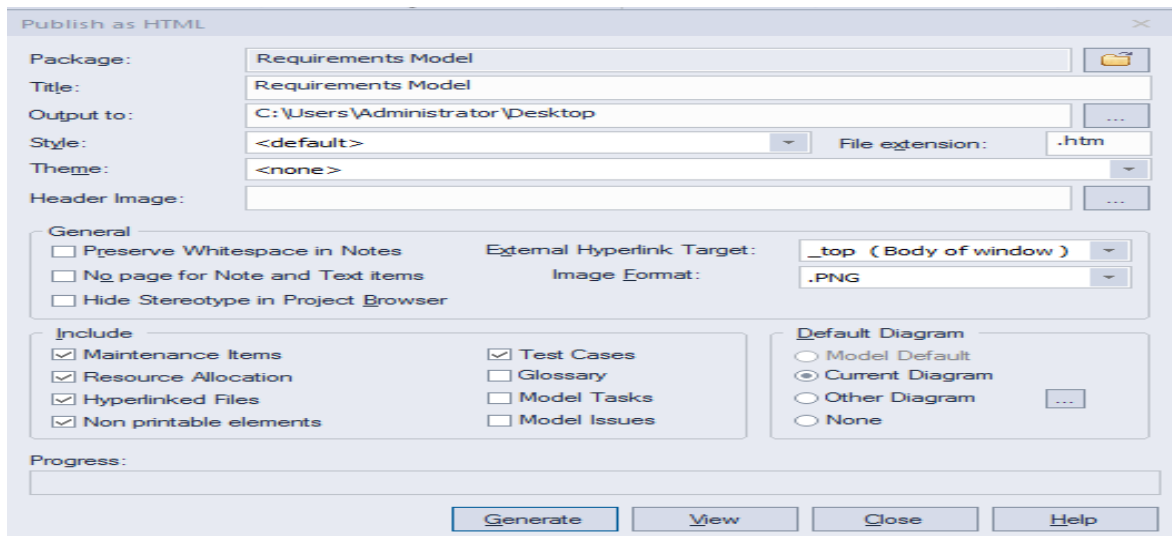 Publish as HTML
Package: Requirements Model
Title: Requirements Model
Output to: C:\Users\Administrator\Desktop ...
Style: <default> File extension: .htm
Theme: <none>
Header Image: ...
General
Preserve Whitespace in Notes External Hyperlink Target: _top ( Body of window )
No page for Note and Text items Image Format: .PNG
Hide Stereotype in Project Browser
Include Default Diagram
Maintenance Items Test Cases Model Default
Resource Allocation Glossary Current Diagram
Hyperlinked Files Model Tasks Other Diagram ...
Non printable elements Model Issues None
Progress:
Generate View Close Help